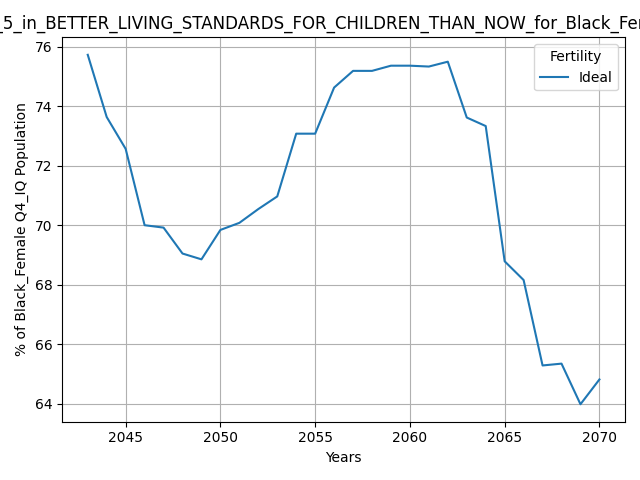 _5_in_BETTER_LIVING_STANDARDS_FOR_CHILDREN_THAN_NOW_for_Black_Fe
Fertility
Ideal
% of Black_Female Q4_IQ Population
76
74
72
70
68
66
64
2045
2050
2055
2060
2065
2070
Years